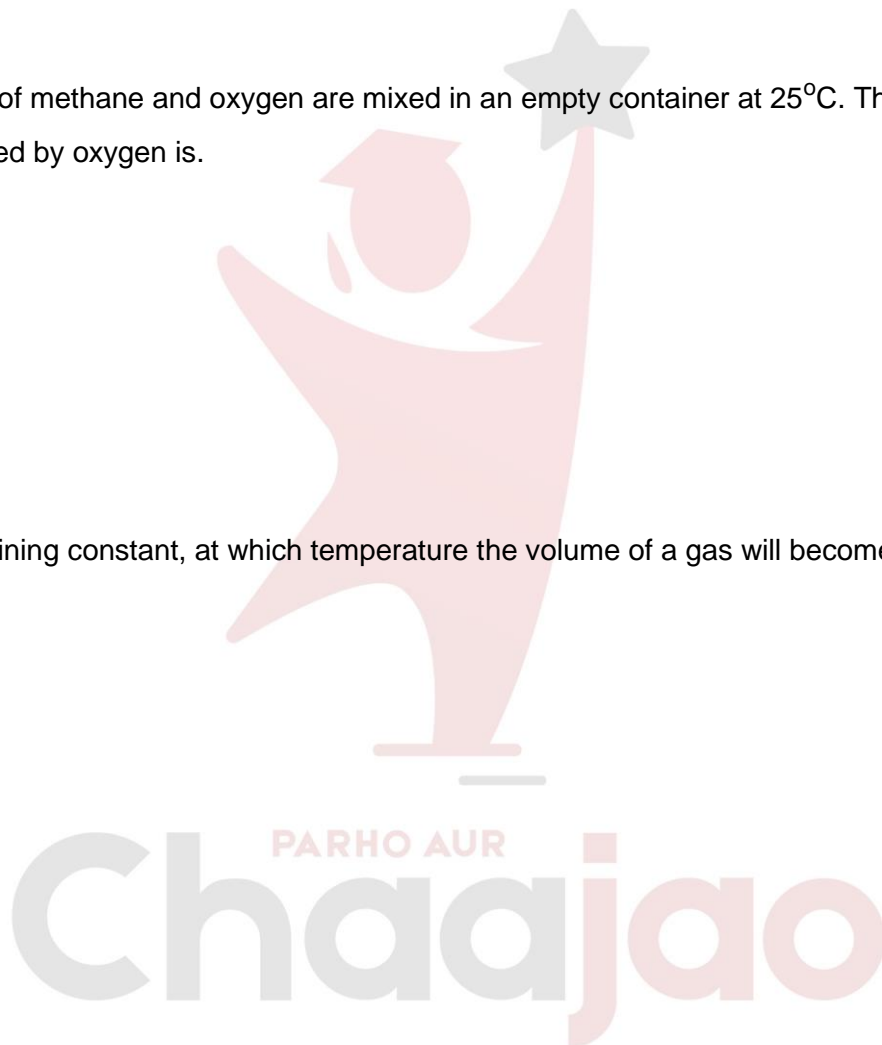 of methane and oxygen are mixed in an empty container at 25°C. Th
ed by oxygen is.
ining constant, at which temperature the volume of a gas will become
PARHO AUR
Chaajao